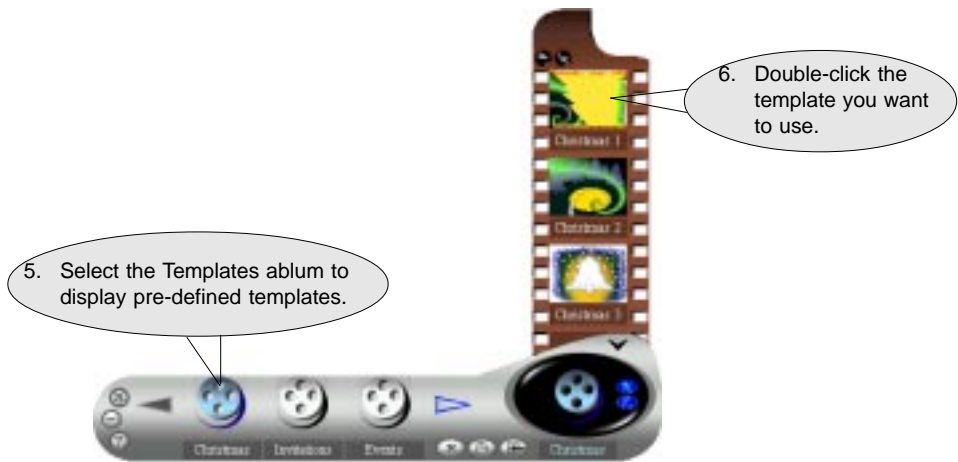 6. Double-click the
template you want
to use.
Christmas 1
Christmas 2
Christmas 3
5. Select the Templates ablum to
display pre-defined templates.
Christmas
Invitations
Events
Christmas